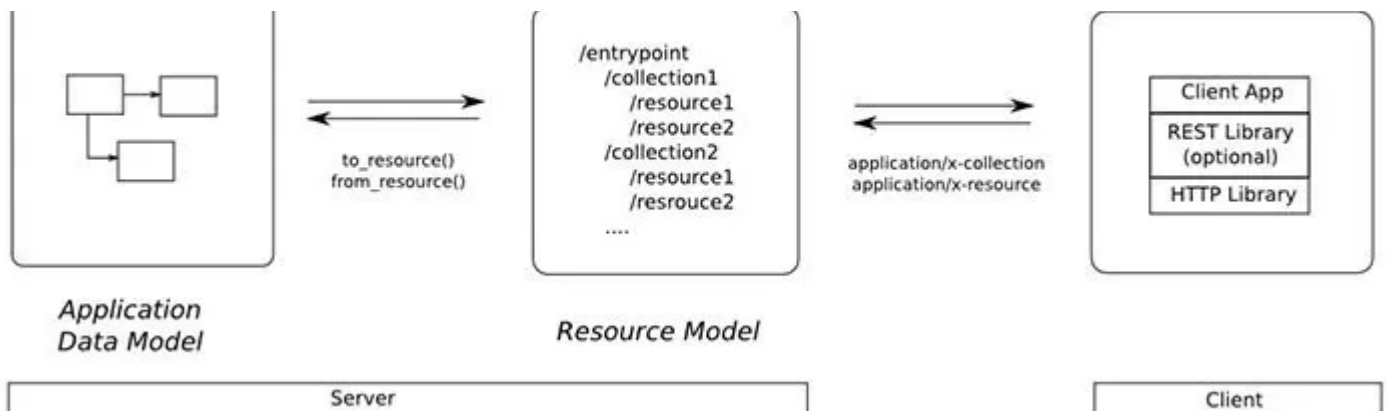 /entrypoint
/collection1
/resource1
/resource2
/collection2
/resource1
/resrouce2
....
to_resource()
from_resource()
application/x-collection
application/x-resource
Client App
REST Library
(optional)
HTTP Library
Application
Data Model
Resource Model
Server
Client